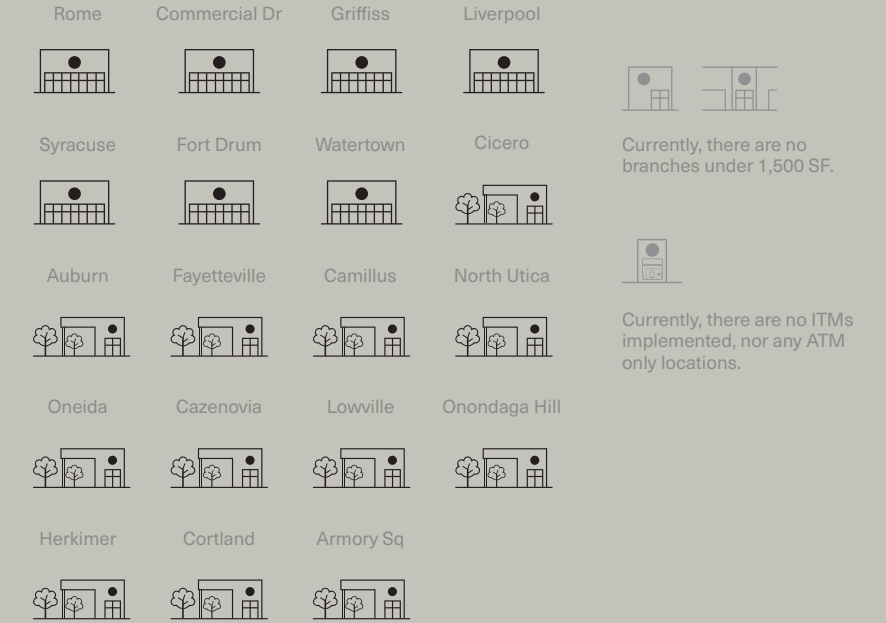 Rome
Commercial Dr
Griffiss
Liverpool
Syracuse
Fort Drum
Watertown
Cicero
Auburn
Fayetteville
Camillus
North Utica
Oneida
Cazenovia
Lowville
Onondaga Hill
Herkimer
Cortland
Armory Sq
Currently, there are no
branches under 1,500 SF.
Currently, there are no ITMs
implemented, nor any ATM
only locations.